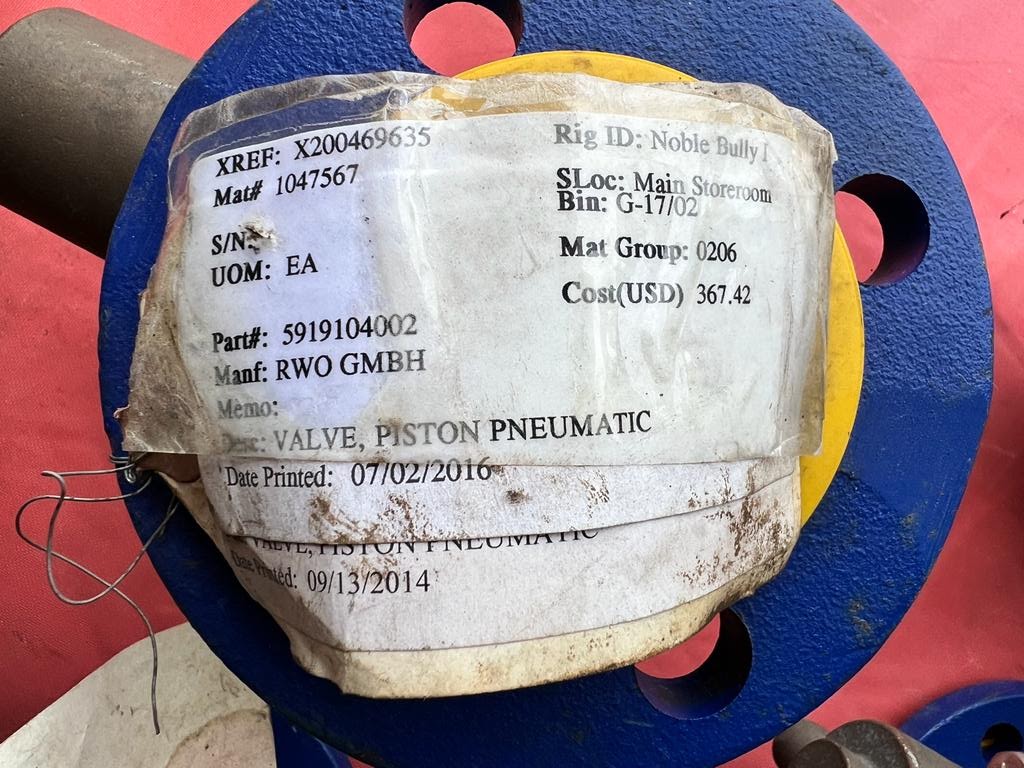 XREF: X200469635
Mat# 1047567
S/N:
UOM: EA
Part#: 5919104002
Manf: RWO GMBH
Memo:
Desc: VALVE, PISTON PNEUMATIC
Rig ID: Noble Bully I
SLoc: Main Storeroom
Bin: G-17/02
Mat Group: 0206
Cost(USD) 367.42
Date Printed: 07/02/2016
VALVE, PISTON PNEUMATIC
Date Printed: 09/13/2014